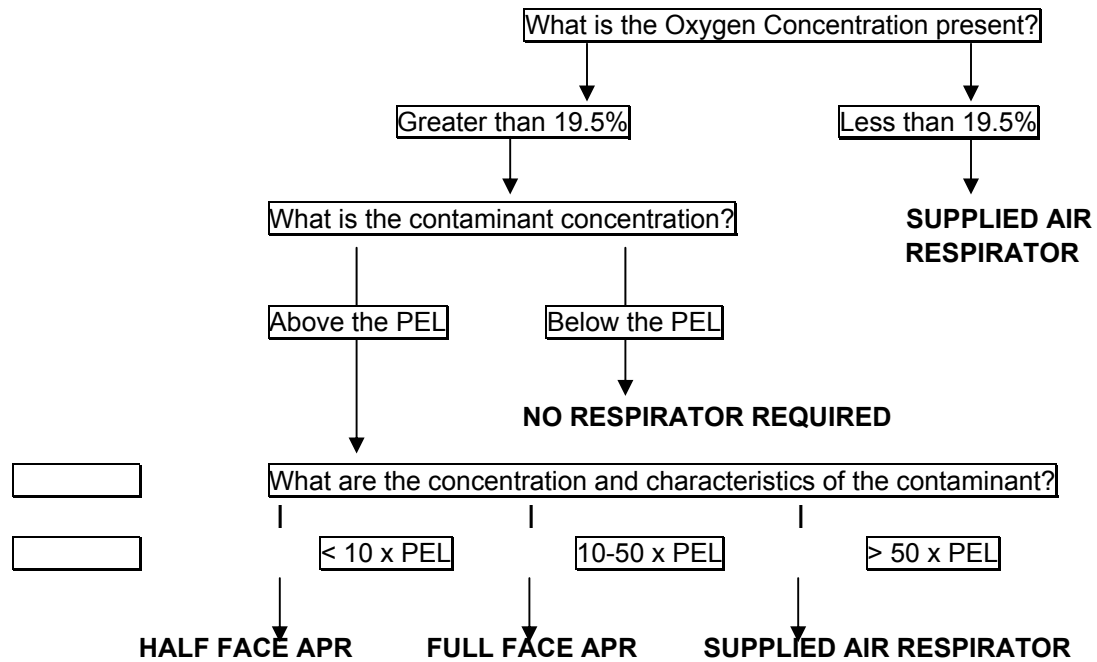 What is the Oxygen Concentration present?
Greater than 19.5%
Less than 19.5%
What is the contaminant concentration?
SUPPLIED AIR
RESPIRATOR
Above the PEL
Below the PEL
NO RESPIRATOR REQUIRED
What are the concentration and characteristics of the contaminant?
< 10 x PEL
10-50 x PEL
> 50 x PEL
HALF FACE APR
FULL FACE APR
SUPPLIED AIR RESPIRATOR